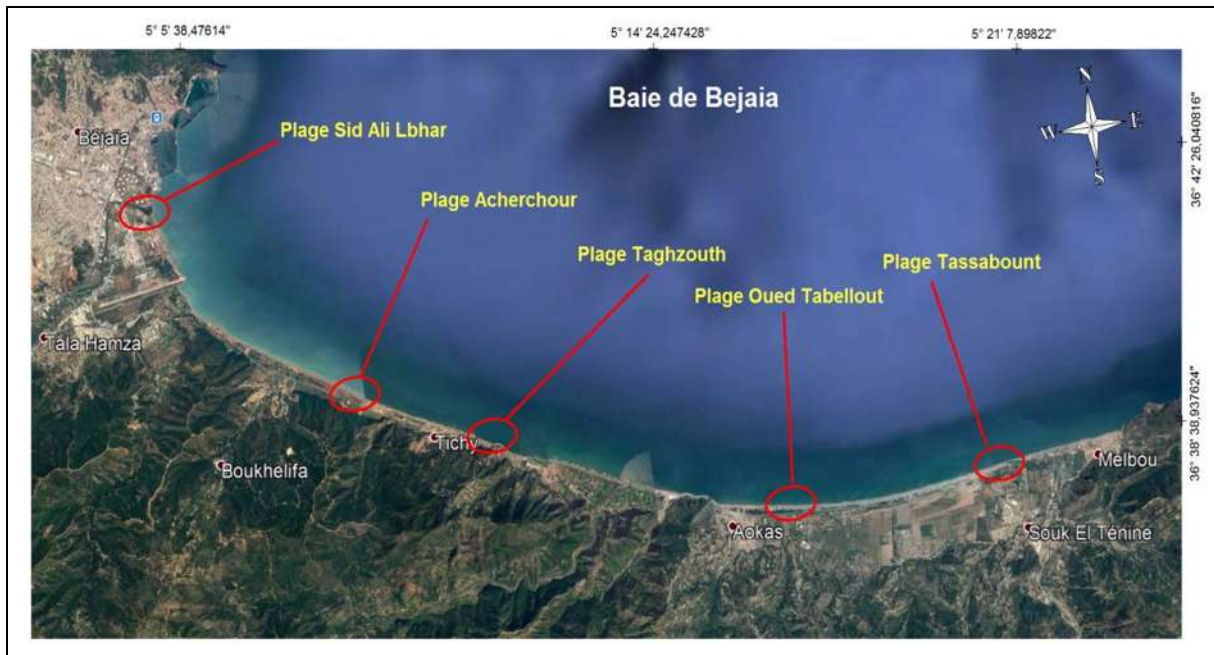 5° 5' 38,47614"
5° 14' 24,247428"
5° 21' 7,89822"
Baie de Bejaia
N
W
E
S
36° 42' 26,040816"
Béjaïa
Plage Sid Ali Lbhar
Plage Acherchour
Plage Taghzouth
Plage Tassabount
Plage Oued Tabellout
Tala Hamza
36° 38' 38,937624"
Tichy
Boukhelifa
Melbou
Aokas
Souk El Ténine